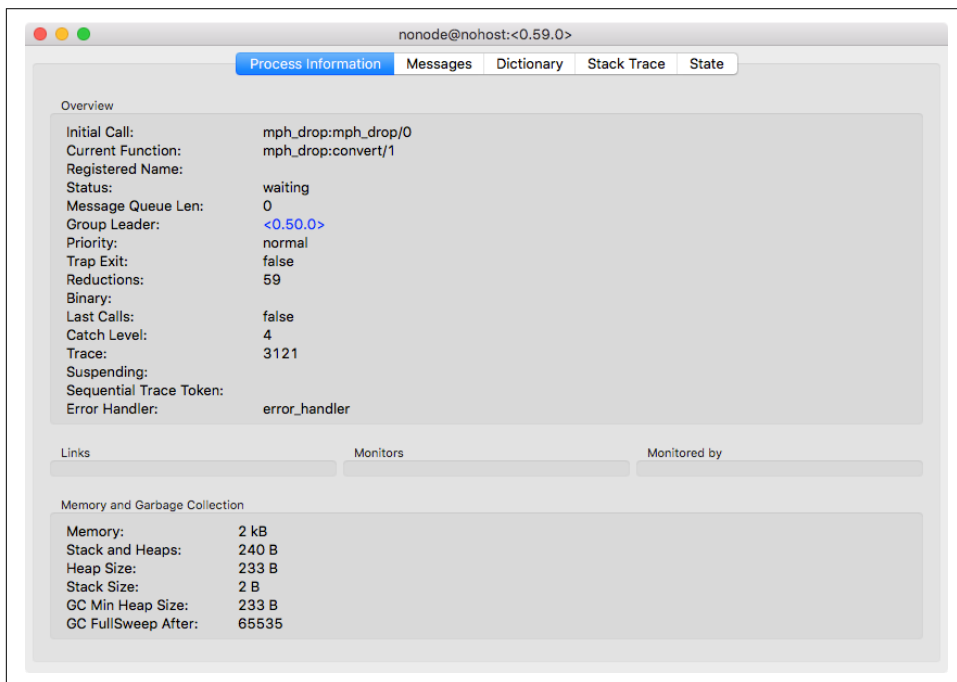 nonode@nohost:<0.59.0>
Process Information Messages Dictionary Stack Trace State
Overview
Initial Call: mph_drop:mph_drop/0
Current Function: mph_drop:convert/1
Registered Name:
Status: waiting
Message Queue Len: 0
Group Leader: <0.50.0>
Priority: normal
Trap Exit: false
Reductions: 59
Binary:
Last Calls: false
Catch Level: 4
Trace: 3121
Suspending:
Sequential Trace Token:
Error Handler: error_handler
Links Monitors Monitored by
Memory and Garbage Collection
Memory: 2 kB
Stack and Heaps: 240 B
Heap Size: 233 B
Stack Size: 2 B
GC Min Heap Size: 233 B
GC FullSweep After: 65535